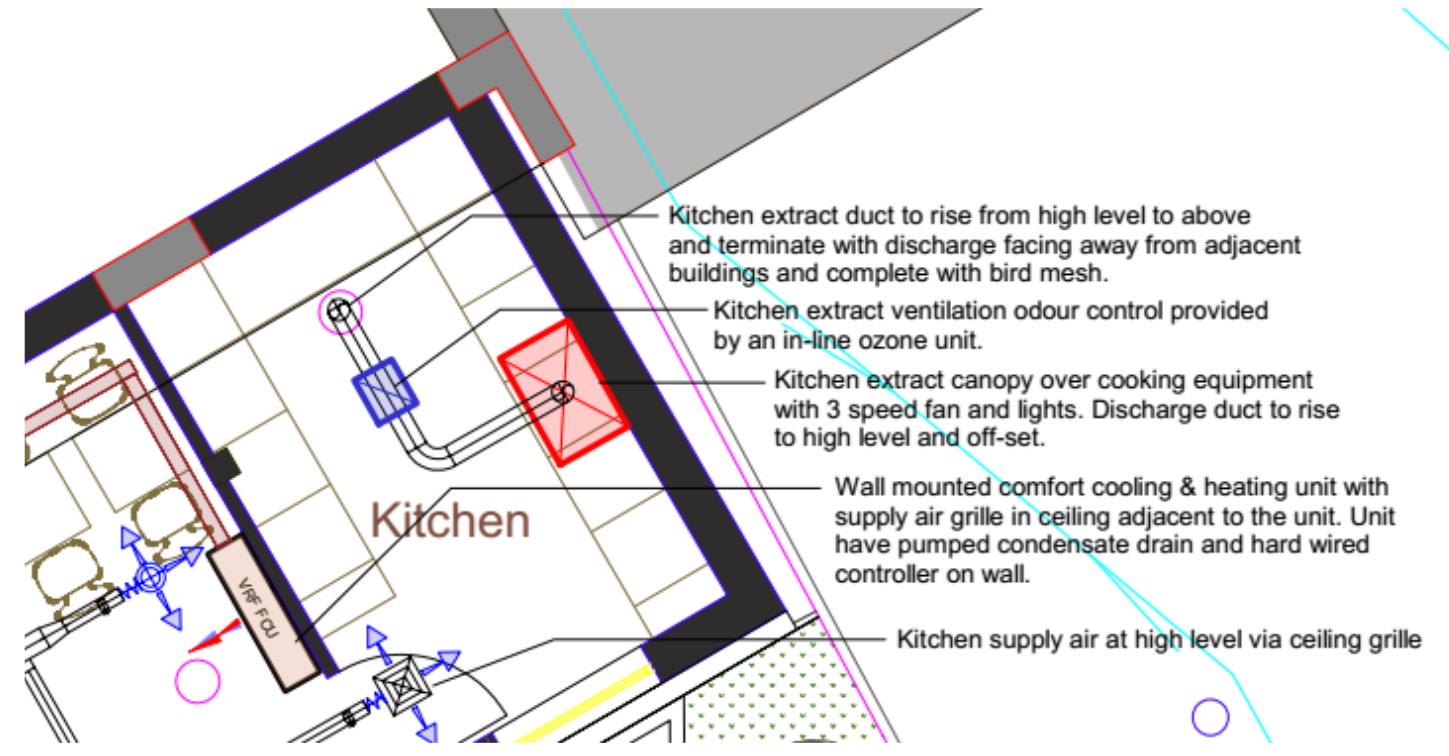 Kitchen extract duct to rise from high level to above
and terminate with discharge facing away from adjacent
buildings and complete with bird mesh.
Kitchen extract ventilation odour control provided
by an in-line ozone unit.
Kitchen extract canopy over cooking equipment
with 3 speed fan and lights. Discharge duct to rise
to high level and off-set.
Wall mounted comfort cooling & heating unit with
supply air grille in ceiling adjacent to the unit. Unit
have pumped condensate drain and hard wired
controller on wall.
Kitchen
VRF FCU
Kitchen supply air at high level via ceiling grille